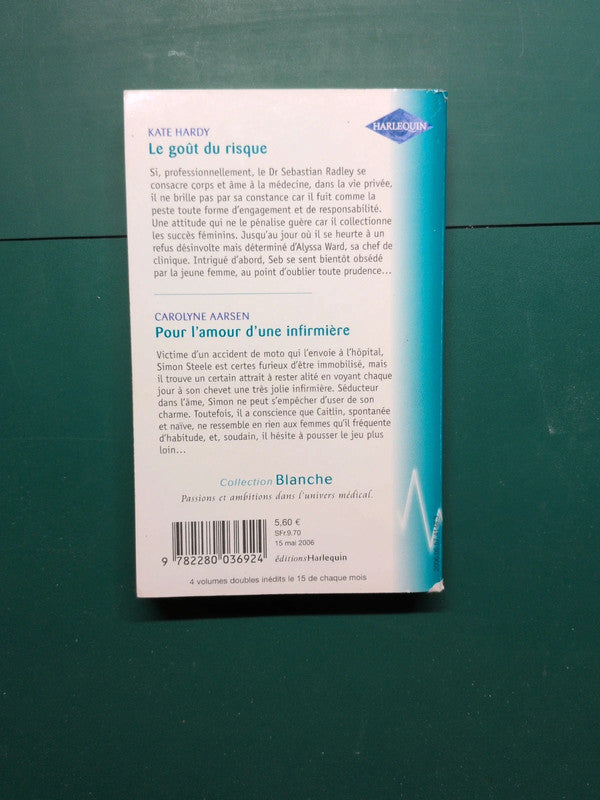 HARLEQUIN
KATE HARDY
Le goût du risque
Si, professionnellement, le Dr Sebastian Radley se
consacre corps et âme à la médecine, dans la vie privée,
il ne brille pas par sa constance car il fuit comme la
peste toute forme d'engagement et de responsabilité.
Une attitude qui ne le pénalise guère car il collectionne
les succès féminins. Jusqu'au jour où il se heurte à un
refus désinvolte mais déterminé d'Alyssa Ward, sa chef de
clinique. Intrigué d'abord, Seb se sent bientôt obsédé
par la jeune femme, au point d'oublier toute prudence...
CAROLYNE AARSEN
Pour l'amour d'une infirmière
Victime d'un accident de moto qui l'envoie à l'hôpital,
Simon Steele est certes furieux d'être immobilisé, mais
il trouve un certain attrait à rester alité en voyant chaque
jour à son chevet une très jolie infirmière. Séducteur
dans l'âme, Simon ne peut s'empêcher d'user de son
charme. Toutefois, il a conscience que Caitlin, spontanée
et naïve, ne ressemble en rien aux femmes qu'il fréquente
d'habitude, et, soudain, il hésite à pousser le jeu plus
loin...
Collection Blanche
Passions et ambitions dans l'univers médical.
5,60 €
SFr.9.70
15 mai 2006
9 782280 036924
éditionsHarlequin
4 volumes doubles inédits le 15 de chaque mois